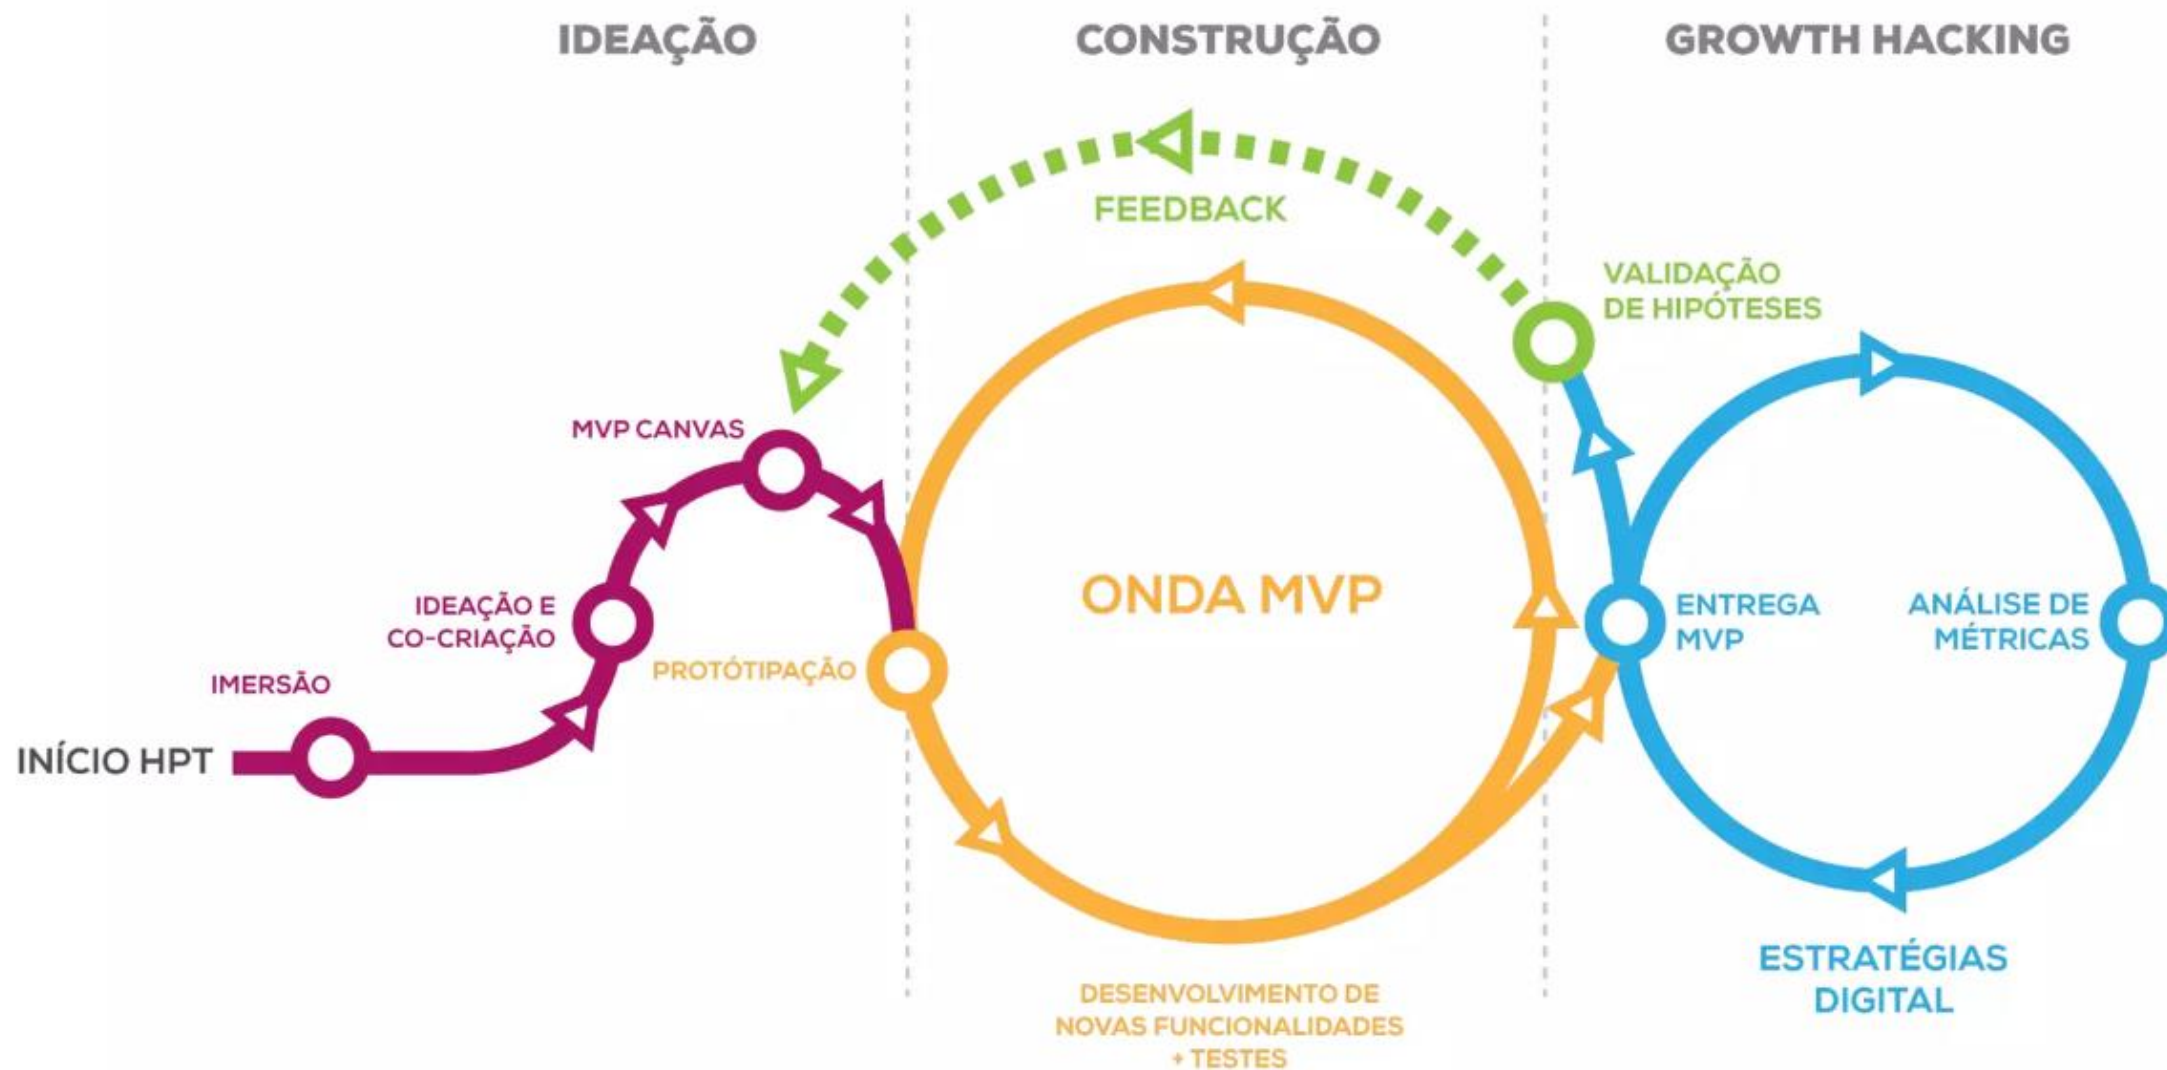 IDEAÇÃO
CONSTRUÇÃO
GROWTH HACKING
FEEDBACK
VALIDAÇÃO
DE HIPÓTESES
MVP CANVAS
IDEAÇÃO E
CO-CRIAÇÃO
IMERSÃO
INÍCIO HPT
PROTÓTIPAÇÃO
ONDA MVP
ENTREGA
MVP
ANÁLISE DE
MÉTRICAS
DESENVOLVIMENTO DE
NOVAS FUNCIONALIDADES
+ TESTES
ESTRATÉGIAS
DIGITAL